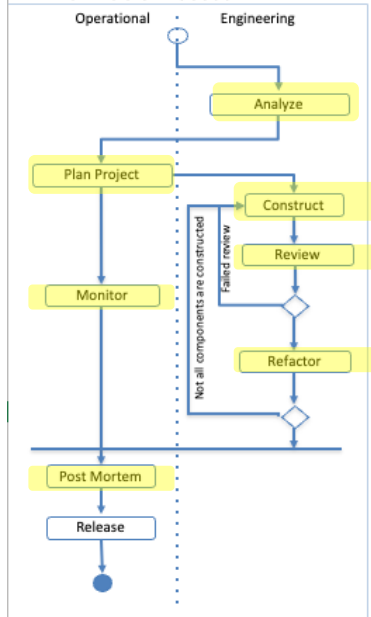 Operational
Engineering
Analyze
Plan Project
Construct
Review
Monitor
Not all components are constructed
Failed review
Refactor
Post Mortem
Release